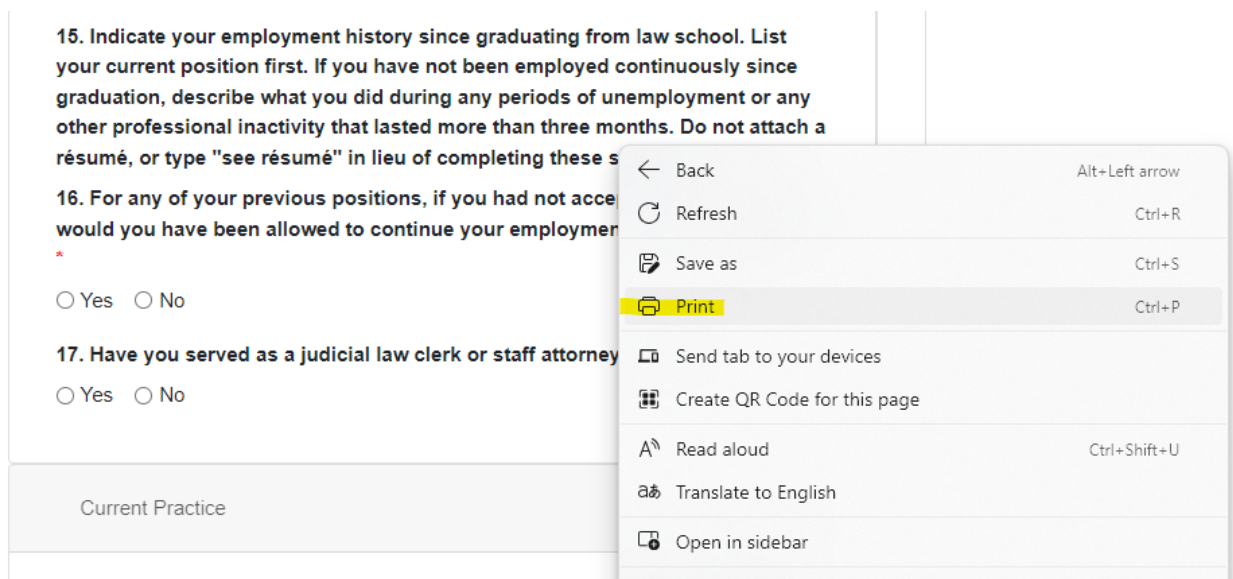 15. Indicate your employment history since graduating from law school. List
your current position first. If you have not been employed continuously since
graduation, describe what you did during any periods of unemployment or any
other professional inactivity that lasted more than three months. Do not attach a
résumé, or type "see résumé" in lieu of completing these
16. For any of your previous positions, if you had not
would you have been allowed to continue your
*
Yes No
17. Have you served as a judicial law clerk or staff attorney
Yes No
Current Practice
Back Alt+Left arrow
Refresh Ctrl+R
Save as Ctrl+S
Print Ctrl+P
Send tab to your devices
Create QR Code for this page
Read aloud Ctrl+Shift+U
Translate to English
Open in sidebar